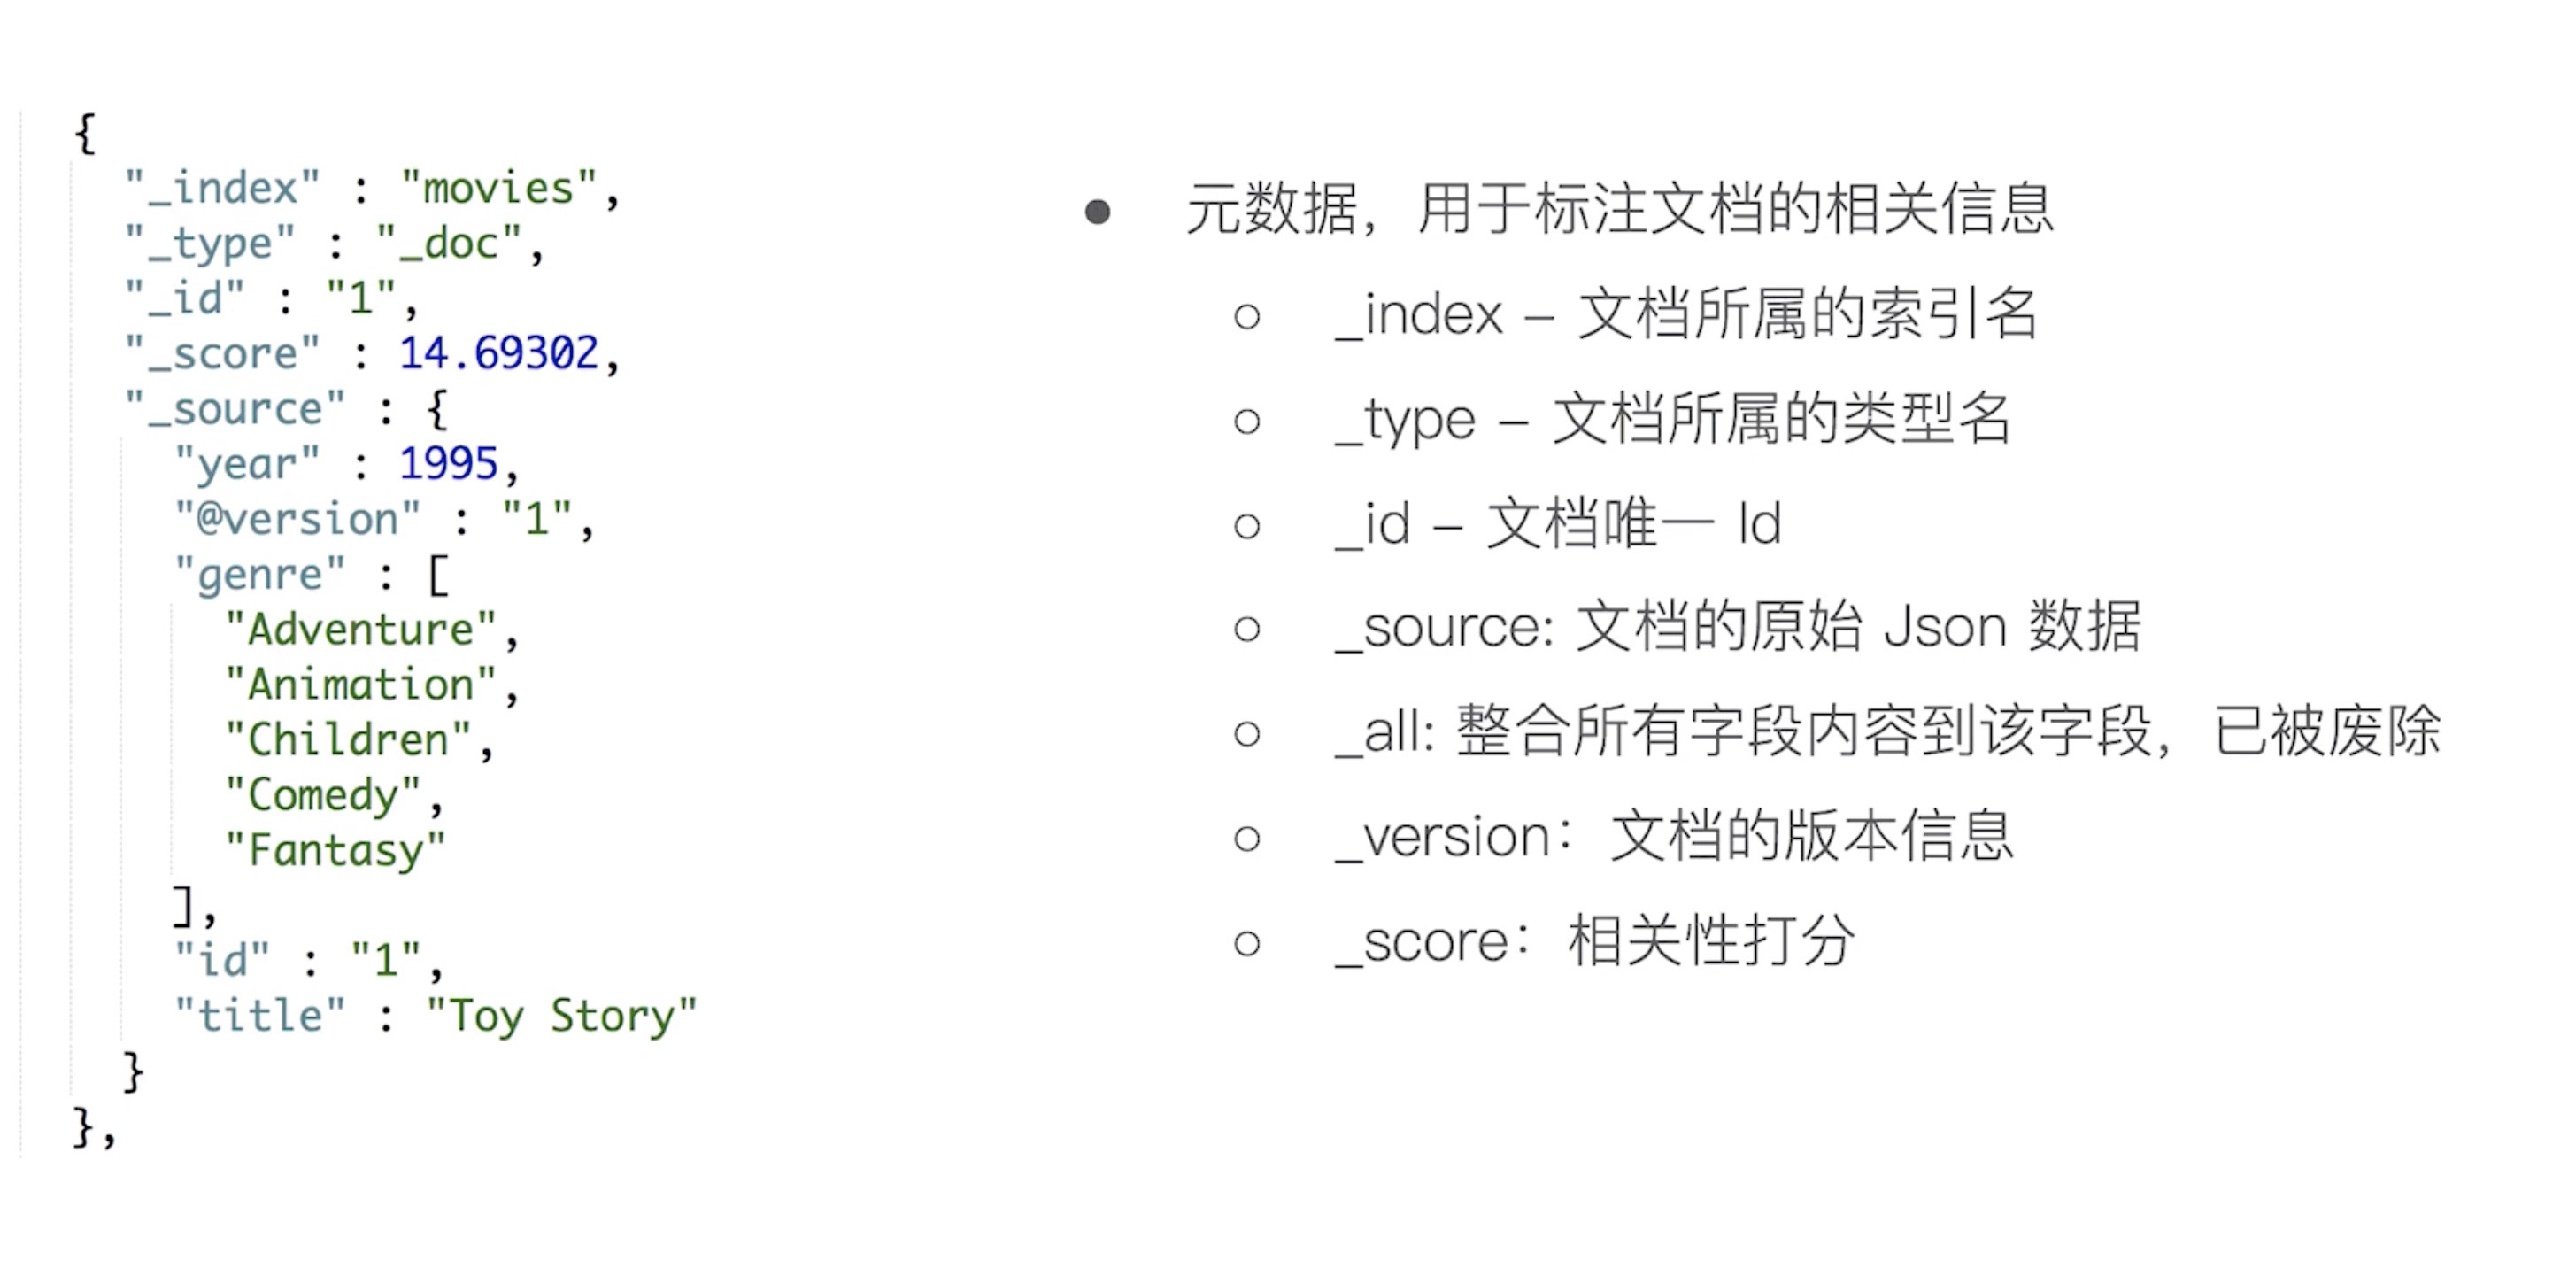 {
"_index" : "movies",
"_type" : "_doc",
"_id" : "1",
"_score" : 14.69302,
"_source" : {
"year" : 1995,
"@version" : "1",
"genre" : [
"Adventure",
"Animation",
"Children",
"Comedy",
"Fantasy"
],
"id" : "1",
"title" : "Toy Story"
}
},
● 元数据，用于标注文档的相关信息
○ _index – 文档所属的索引名
○ _type – 文档所属的类型名
○ _id – 文档唯一 Id
○ _source: 文档的原始 Json 数据
○ _all: 整合所有字段内容到该字段，已被废除
○ _version：文档的版本信息
○ _score：相关性打分